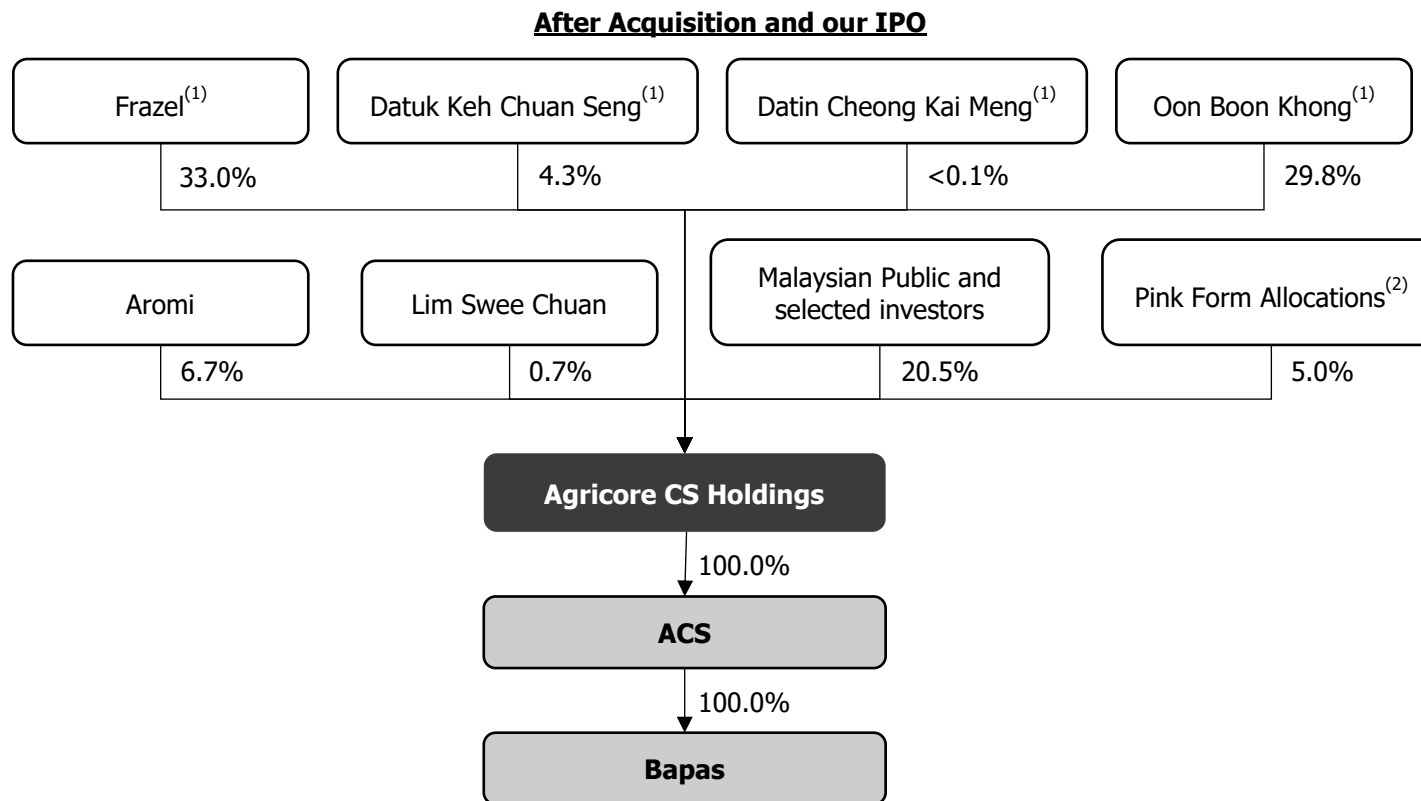 After Acquisition and our IPO
Frazel(1)
Datuk Keh Chuan Seng(1)
Datin Cheong Kai Meng(1)
Oon Boon Khong(1)
33.0%
4.3%
<0.1%
29.8%
Aromi
Lim Swee Chuan
Malaysian Public and
selected investors
Pink Form Allocations(2)
6.7%
0.7%
20.5%
5.0%
Agricore CS Holdings
100.0%
ACS
100.0%
Bapas